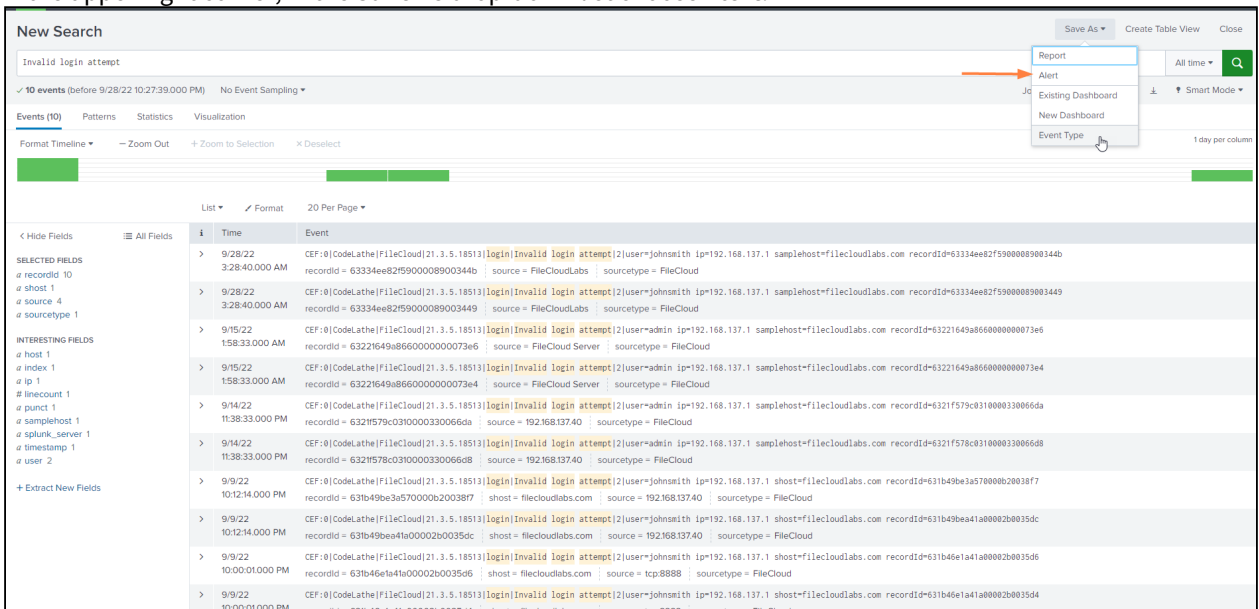 New Search
Save As ▾ Create Table View Close
Invalid login attempt
All time ▾
Report
Alert
Existing Dashboard
New Dashboard
Event Type
✓ 10 events (before 9/28/22 10:27:39.000 PM) No Event Sampling ▾
Smart Mode ▾
Events (10) Patterns Statistics Visualization
Format Timeline ▾ — Zoom Out + Zoom to Selection × Deselect
1 day per column
List ▾ Format 20 Per Page ▾
< Hide Fields All Fields
i Time Event
SELECTED FIELDS
a recordId 10
a shost 1
a source 4
a sourcetype 1
INTERESTING FIELDS
a host 1
a index 1
a ip 1
# linecount 1
a punct 1
a samplehost 1
a splunk_server 1
a timestamp 1
a user 2
+ Extract New Fields
> 9/28/22 3:28:40.000 AM
CEF:0|CodeLathe|FileCloud|21.3.5.18513|login|Invalid login attempt|2|user=johnsmith ip=192.168.137.1 samplehost=filecloudlabs.com recordId=63334ee82f5900008900344b
recordId = 63334ee82f5900008900344b source = FileCloudLabs sourcetype = FileCloud
> 9/28/22 3:28:40.000 AM
CEF:0|CodeLathe|FileCloud|21.3.5.18513|login|Invalid login attempt|2|user=johnsmith ip=192.168.137.1 samplehost=filecloudlabs.com recordId=63334ee82f59000089003449
recordId = 63334ee82f59000089003449 source = FileCloudLabs sourcetype = FileCloud
> 9/15/22 1:58:33.000 AM
CEF:0|CodeLathe|FileCloud|21.3.5.18513|login|Invalid login attempt|2|user=admin ip=192.168.137.1 samplehost=filecloudlabs.com recordId=63221649a8660000000073e6
recordId = 63221649a8660000000073e6 source = FileCloud Server sourcetype = FileCloud
> 9/15/22 1:58:33.000 AM
CEF:0|CodeLathe|FileCloud|21.3.5.18513|login|Invalid login attempt|2|user=admin ip=192.168.137.1 samplehost=filecloudlabs.com recordId=63221649a8660000000073e4
recordId = 63221649a8660000000073e4 source = FileCloud Server sourcetype = FileCloud
> 9/14/22 11:38:33.000 PM
CEF:0|CodeLathe|FileCloud|21.3.5.18513|login|Invalid login attempt|2|user=admin ip=192.168.137.1 samplehost=filecloudlabs.com recordId=6321f579c0310000330066da
recordId = 6321f579c0310000330066da source = 192.168.137.40 sourcetype = FileCloud
> 9/14/22 11:38:33.000 PM
CEF:0|CodeLathe|FileCloud|21.3.5.18513|login|Invalid login attempt|2|user=admin ip=192.168.137.1 samplehost=filecloudlabs.com recordId=6321f578c0310000330066d8
recordId = 6321f578c0310000330066d8 source = 192.168.137.40 sourcetype = FileCloud
> 9/9/22 10:12:14.000 PM
CEF:0|CodeLathe|FileCloud|21.3.5.18513|login|Invalid login attempt|2|user=johnsmith ip=192.168.137.1 shost=filecloudlabs.com recordId=631b49be3a570000b20038f7
recordId = 631b49be3a570000b20038f7 shost = filecloudlabs.com source = 192.168.137.40 sourcetype = FileCloud
> 9/9/22 10:12:14.000 PM
CEF:0|CodeLathe|FileCloud|21.3.5.18513|login|Invalid login attempt|2|user=johnsmith ip=192.168.137.1 shost=filecloudlabs.com recordId=631b49bea41a00002b0035dc
recordId = 631b49bea41a00002b0035dc shost = filecloudlabs.com source = 192.168.137.40 sourcetype = FileCloud
> 9/9/22 10:00:01.000 PM
CEF:0|CodeLathe|FileCloud|21.3.5.18513|login|Invalid login attempt|2|user=johnsmith ip=192.168.137.1 shost=filecloudlabs.com recordId=631b46e1a41a00002b0035d6
recordId = 631b46e1a41a00002b0035d6 shost = filecloudlabs.com source = tcp:8888 sourcetype = FileCloud
> 9/9/22 10:00:01.000 PM
CEF:0|CodeLathe|FileCloud|21.3.5.18513|login|Invalid login attempt|2|user=johnsmith ip=192.168.137.1 shost=filecloudlabs.com recordId=631b46e1a41a00002b0035d4